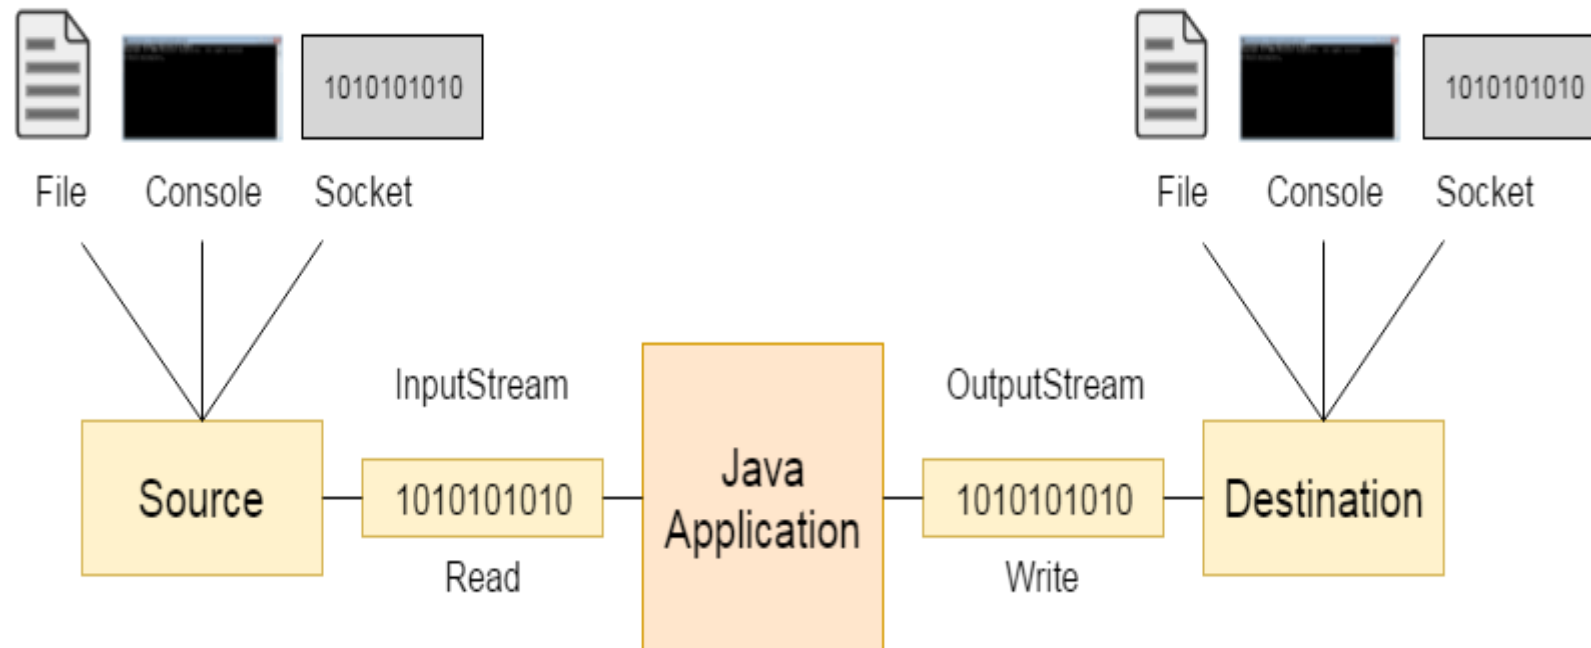 1010101010
1010101010
File Console Socket
File Console Socket
InputStream
OutputStream
Source
1010101010
Java
Application
1010101010
Destination
Read
Write